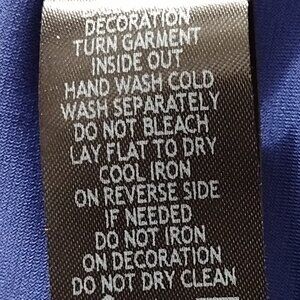 DECORATION
TURN GARMENT
INSIDE OUT
HAND WASH COLD
WASH SEPARATELY
DO NOT BLEACH
LAY FLAT TO DRY
COOL IRON
ON REVERSE SIDE
IF NEEDED
DO NOT IRON
ON DECORATION
DO NOT DRY CLEAN